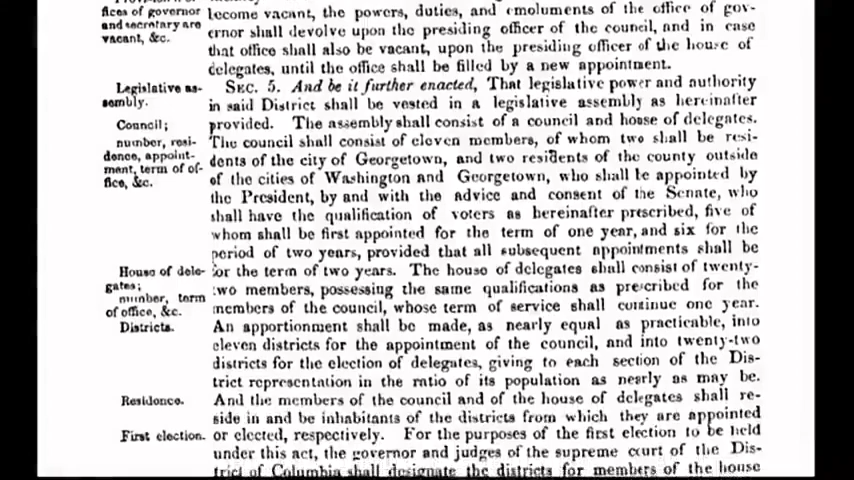 fices of governor
and secretary are
vacant, &c.
become vacant, the powers, duties, and emoluments of the office of gov-
ernor shall devolve upon the presiding officer of the council, and in case
that office shall also be vacant, upon the presiding officer of the house of
delegates, until the office shall be filled by a new appointment.
Legislative as-
sembly.
SEC. 5. And be it further enacted, That legislative power and authority
in said District shall be vested in a legislative assembly as hereinafter
provided. The assembly shall consist of a council and house of delegates.
Council;
number, resi-
dence, appoint-
ment, term of of-
fice, &c.
The council shall consist of eleven members, of whom two shall be resi-
dents of the city of Georgetown, and two residents of the county outside
of the cities of Washington and Georgetown, who shall be appointed by
the President, by and with the advice and consent of the Senate, who
shall have the qualification of voters as hereinafter prescribed, five of
whom shall be first appointed for the term of one year, and six for the
period of two years, provided that all subsequent appointments shall be
for the term of two years. The house of delegates shall consist of twenty-
House of dele-
gates;
number, term
of office, &c.
two members, possessing the same qualifications as prescribed for the
members of the council, whose term of service shall continue one year.
Districts.
An apportionment shall be made, as nearly equal as practicable, into
eleven districts for the appointment of the council, and into twenty-two
districts for the election of delegates, giving to each section of the Dis-
trict representation in the ratio of its population as nearly as may be.
Residence.
And the members of the council and of the house of delegates shall re-
side in and be inhabitants of the districts from which they are appointed
First election.
or elected, respectively. For the purposes of the first election to be held
under this act, the governor and judges of the supreme court of the Dis-
trict of Columbia shall designate the districts for members of the house